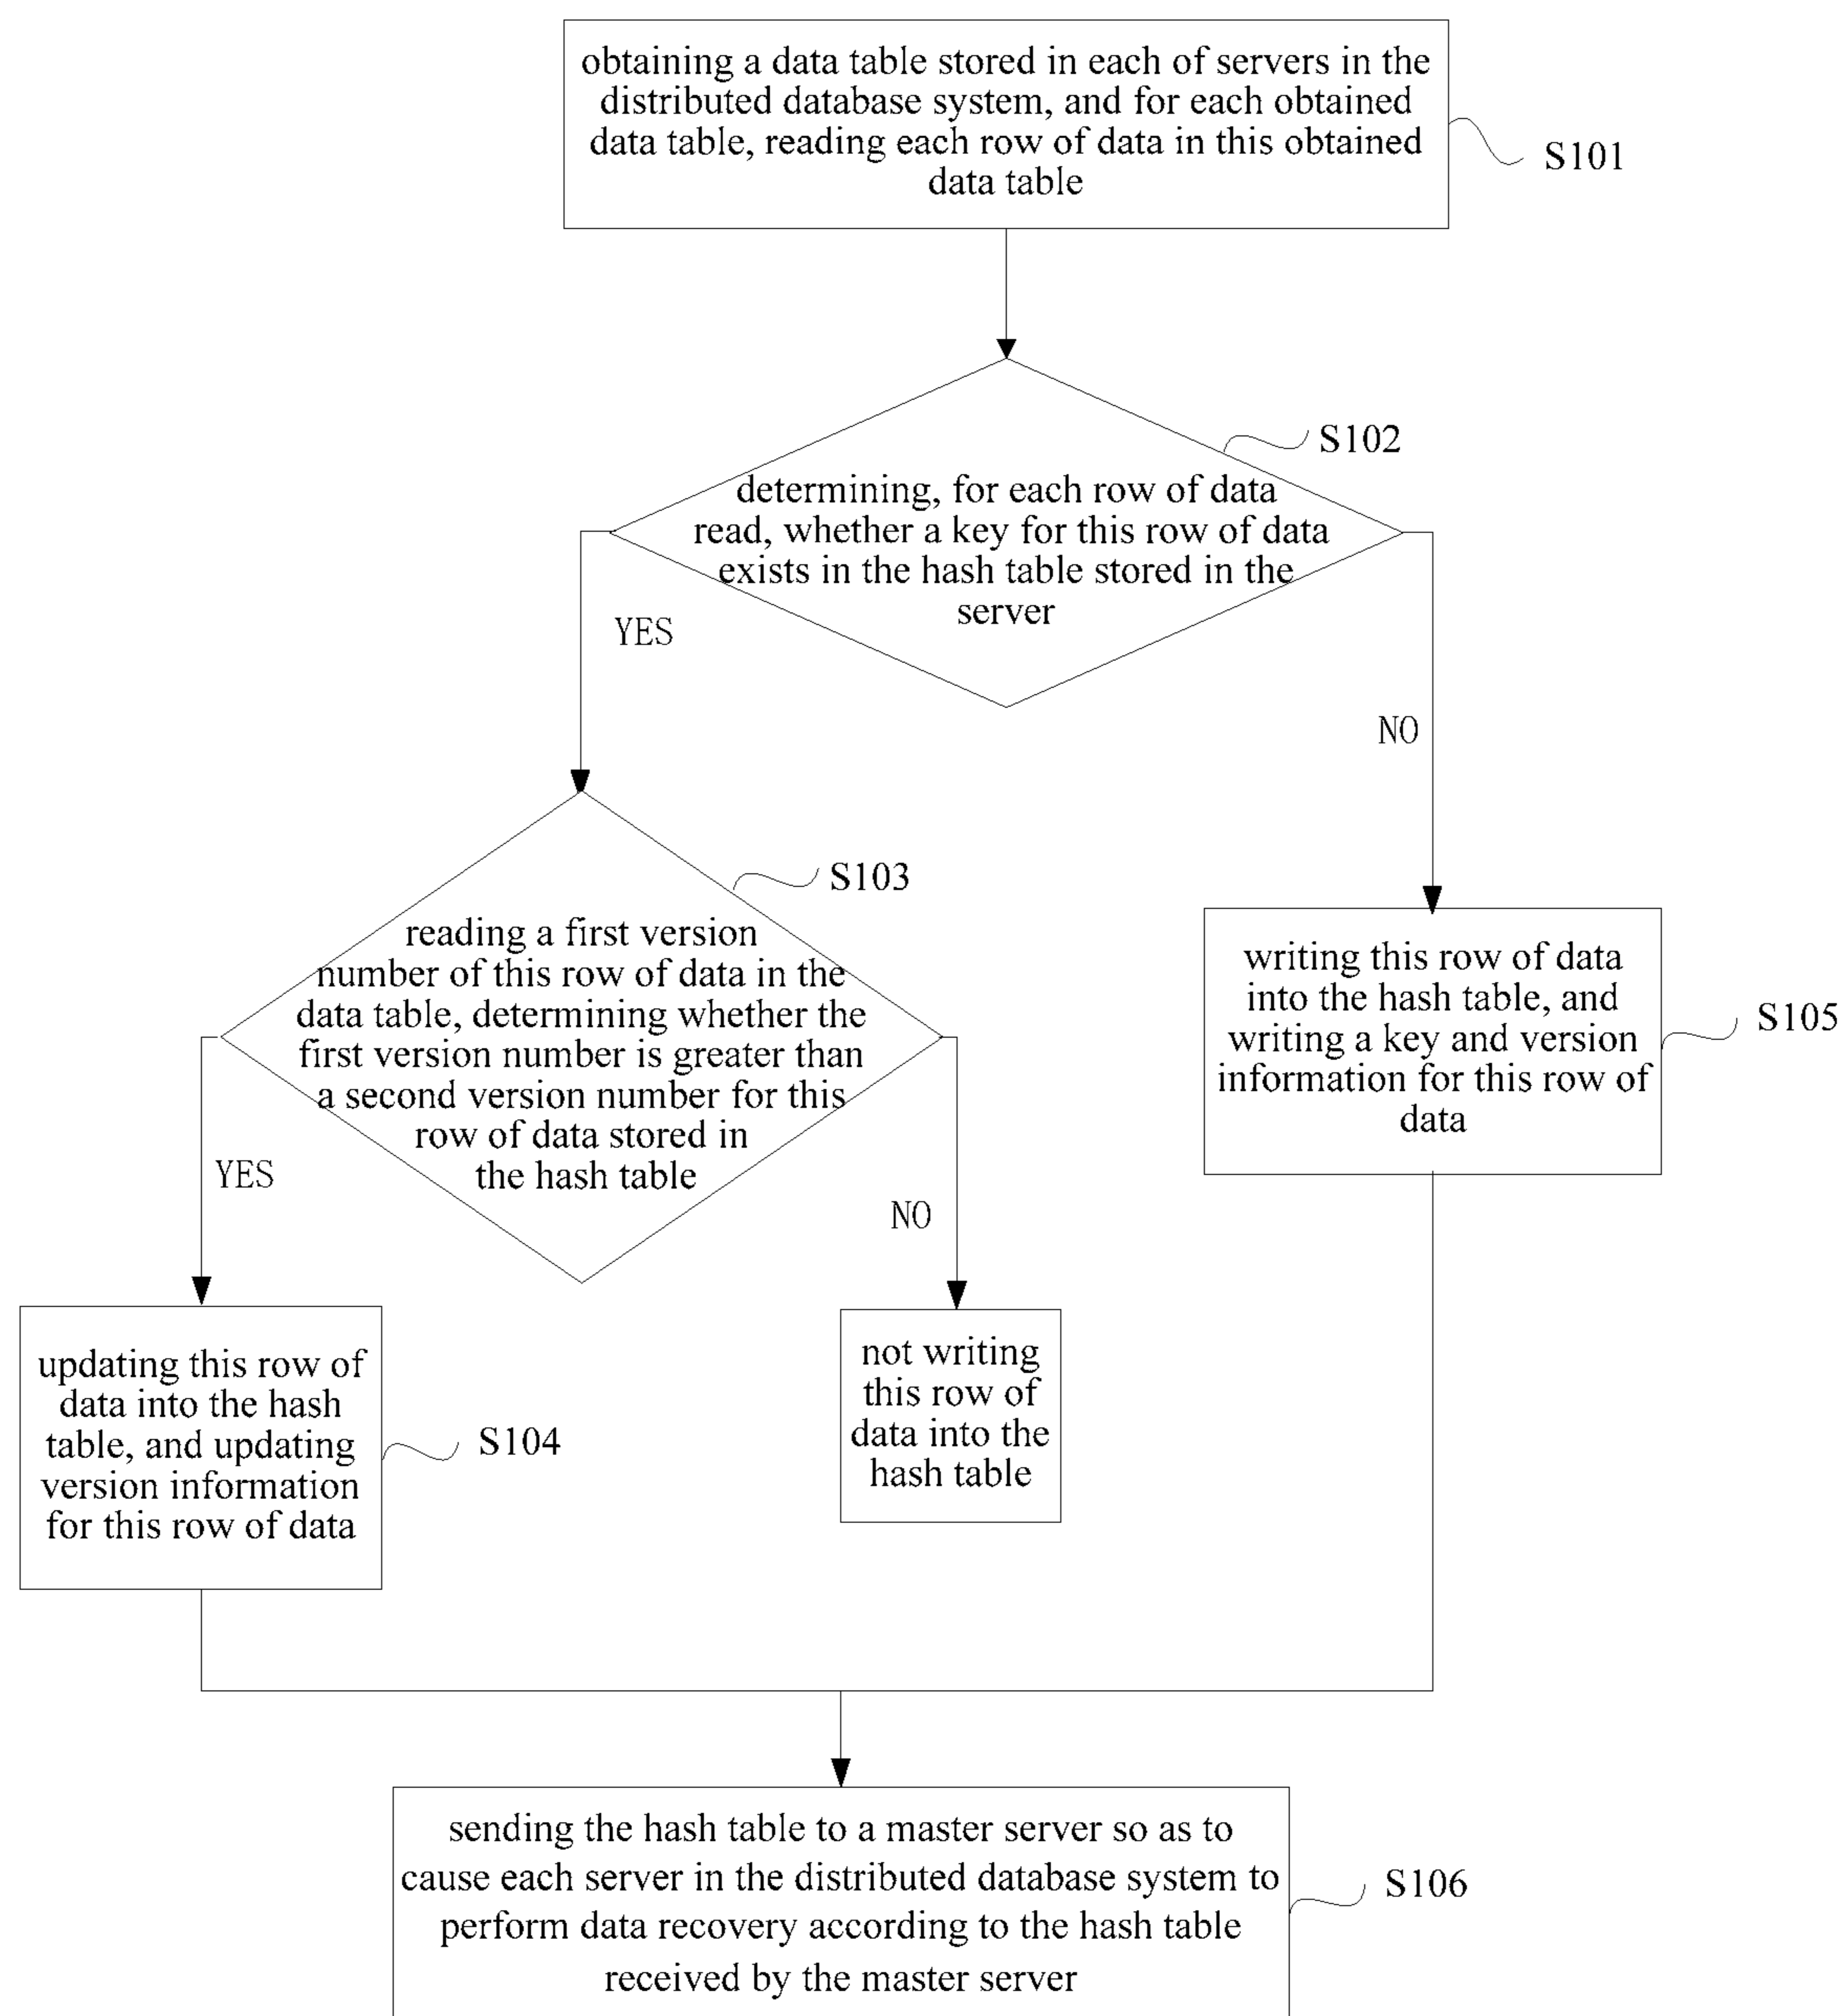 obtaining a data table stored in each of servers in the
distributed database system, and for each obtained
data table, reading each row of data in this obtained
data table
S101
S102
determining, for each row of data
read, whether a key for this row of data
exists in the hash table stored in the
server
YES
NO
S103
reading a first version
number of this row of data in the
data table, determining whether the
first version number is greater than
a second version number for this
row of data stored in
the hash table
YES
NO
writing this row of data
into the hash table, and
writing a key and version
information for this row of
data
S105
updating this row of
data into the hash
table, and updating
version information
for this row of data
S104
not writing
this row of
data into the
hash table
sending the hash table to a master server so as to
cause each server in the distributed database system to
perform data recovery according to the hash table
received by the master server
S106